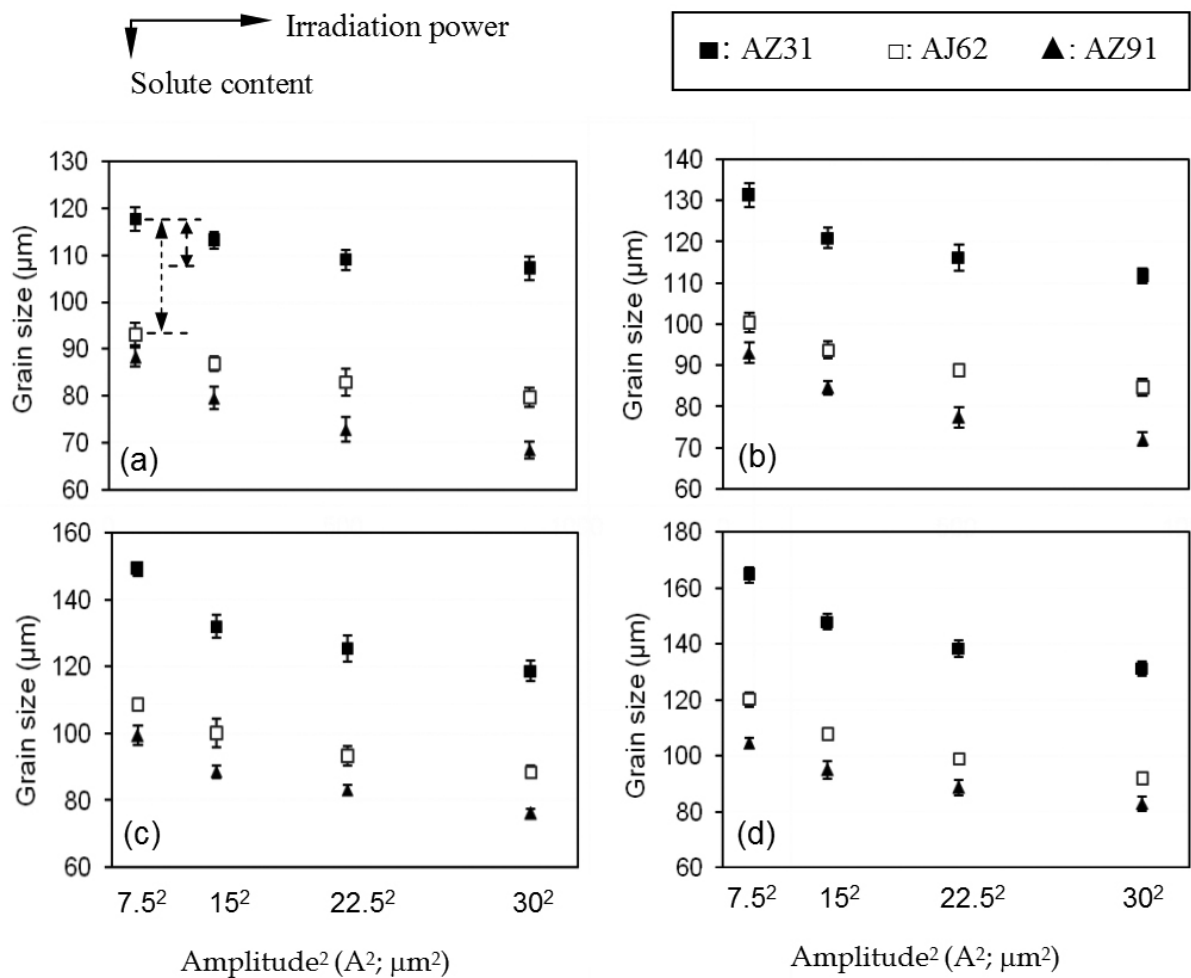 Irradiation power
Solute content
■: AZ31 □: AJ62 ▲: AZ91
130
120
110
100
90
80
70
60
Grain size (µm)
(a)
140
130
120
110
100
90
80
70
60
Grain size (µm)
(b)
160
140
120
100
80
60
Grain size (µm)
(c)
7.5² 15² 22.5² 30²
Amplitude² (A²; µm²)
180
160
140
120
100
80
60
Grain size (µm)
(d)
7.5² 15² 22.5² 30²
Amplitude² (A²; µm²)